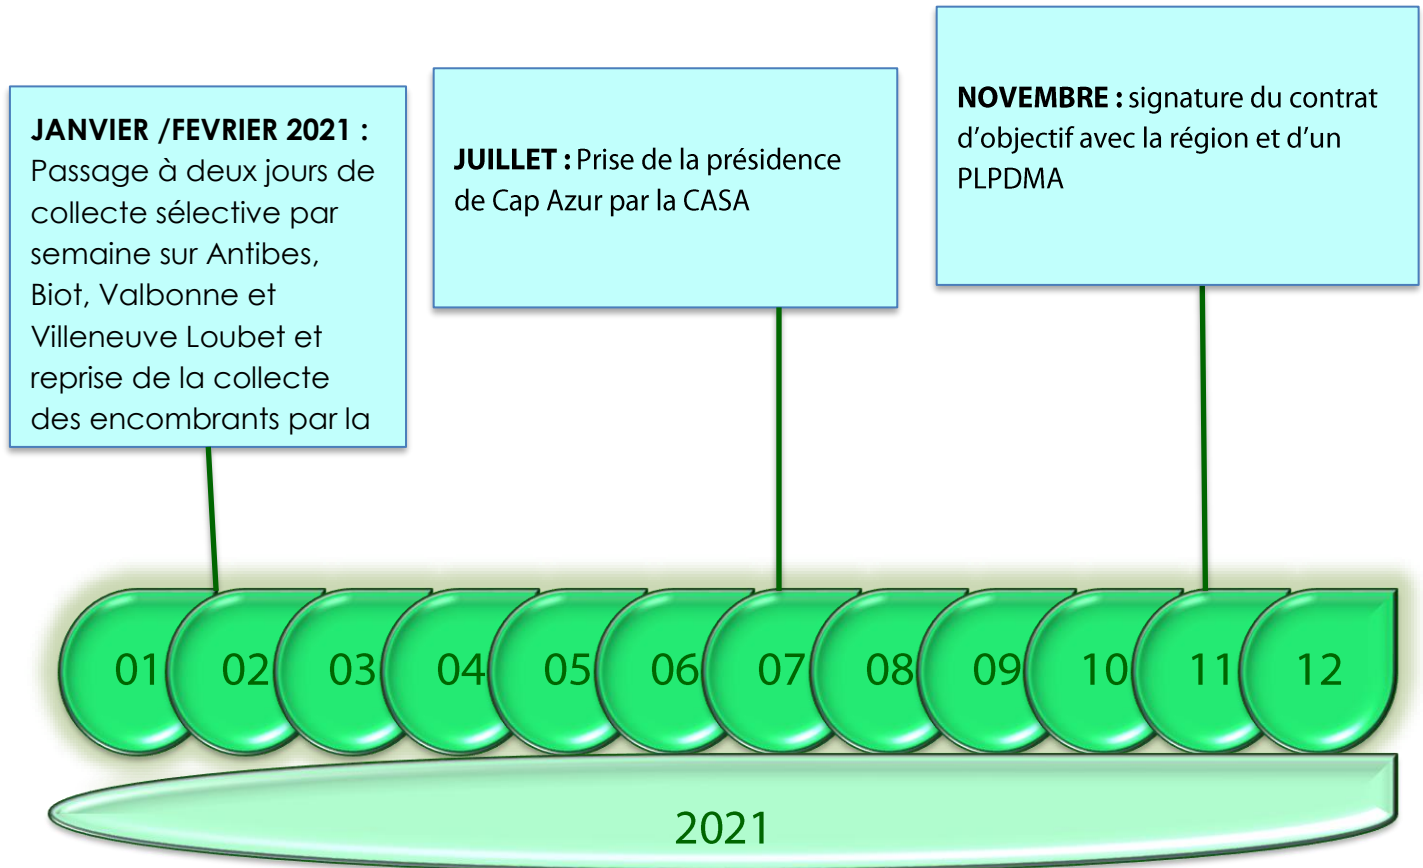 JANVIER /FEVRIER 2021 :
Passage à deux jours de
collecte sélective par
semaine sur Antibes,
Biot, Valbonne et
Villeneuve Loubet et
reprise de la collecte
des encombrants par la
JUILLET : Prise de la présidence
de Cap Azur par la CASA
NOVEMBRE : signature du contrat
d’objectif avec la région et d’un
PLPDMA
01 02 03 04 05 06 07 08 09 10 11 12
2021